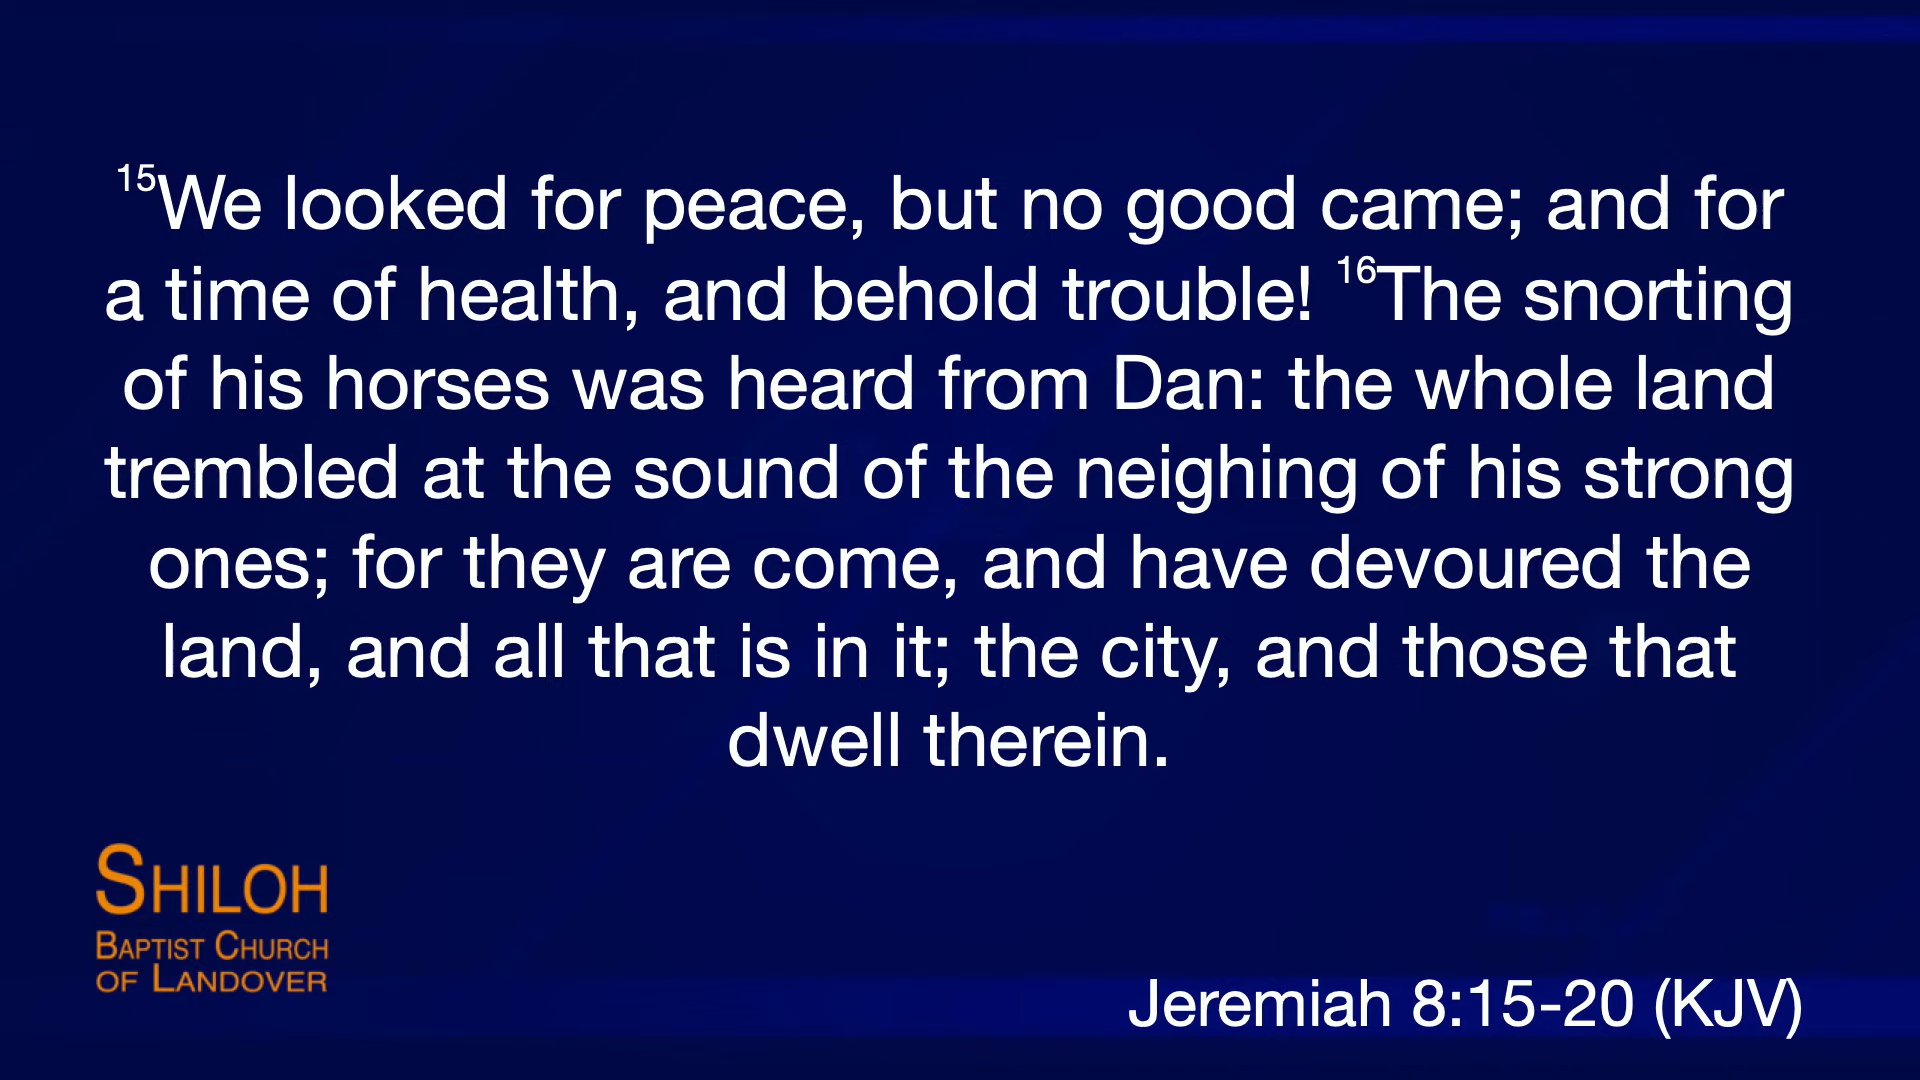 15We looked for peace, but no good came; and for
a time of health, and behold trouble! 16The snorting
of his horses was heard from Dan: the whole land
trembled at the sound of the neighing of his strong
ones; for they are come, and have devoured the
land, and all that is in it; the city, and those that
dwell therein.
SHILOH
BAPTIST CHURCH
OF LANDOVER
Jeremiah 8:15-20 (KJV)